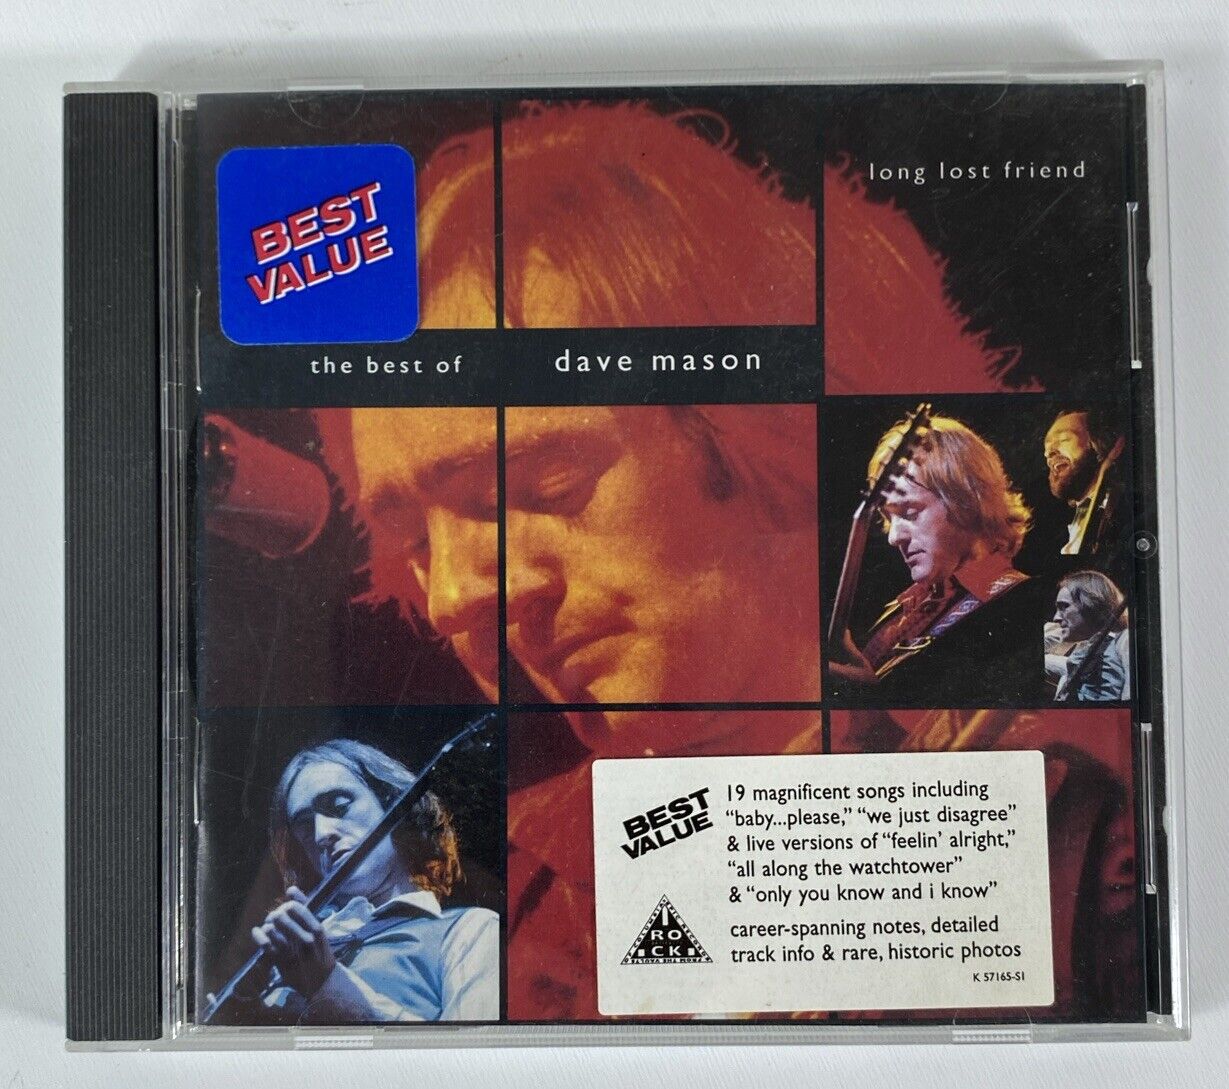 long lost friend
BEST
VALUE
the best of dave mason
BEST
VALUE
19 magnificent songs including
"baby...please," "we just disagree"
& live versions of "feelin' alright,"
"all along the watchtower"
& "only you know and i know"
RO
CK
career-spanning notes, detailed
track info & rare, historic photos
K 57165-S1